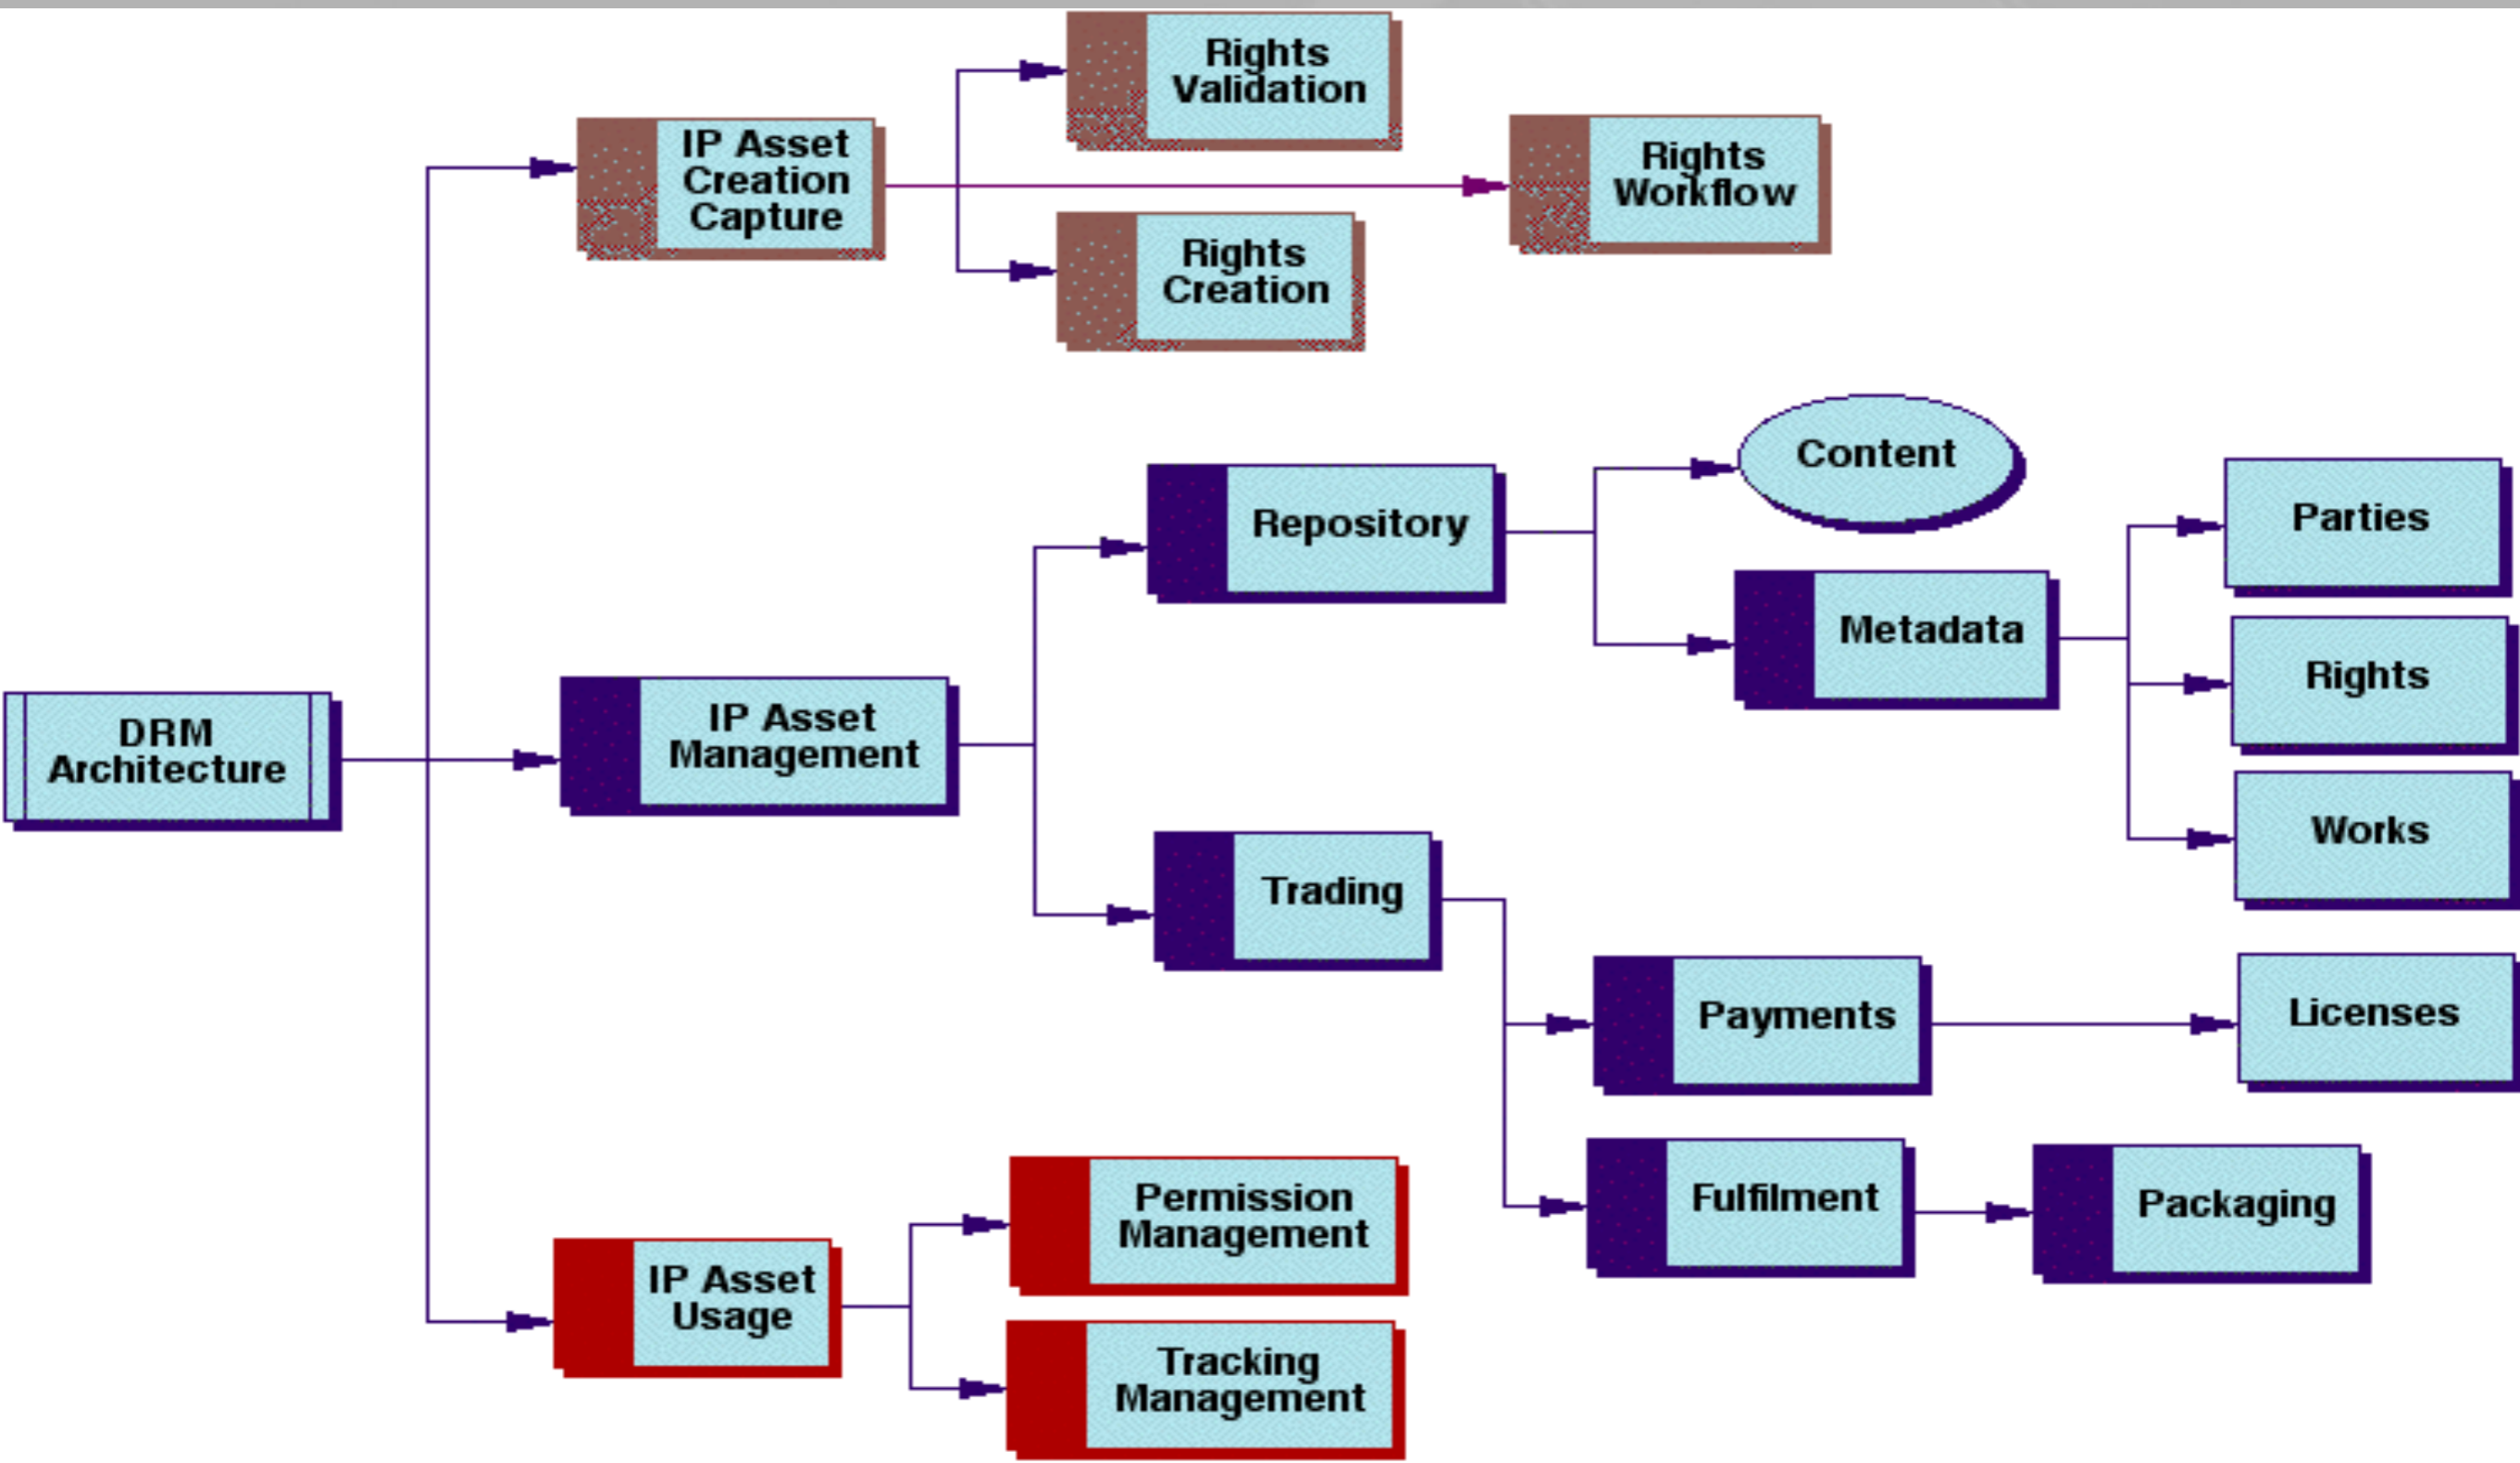 Rights
Validation
IP Asset
Creation
Capture
Rights
Workflow
Rights
Creation
Content
Repository
Parties
Metadata
Rights
DRM
Architecture
IP Asset
Management
Works
Trading
Payments
Licenses
Permission
Management
Fulfilment
Packaging
IP Asset
Usage
Tracking
Management